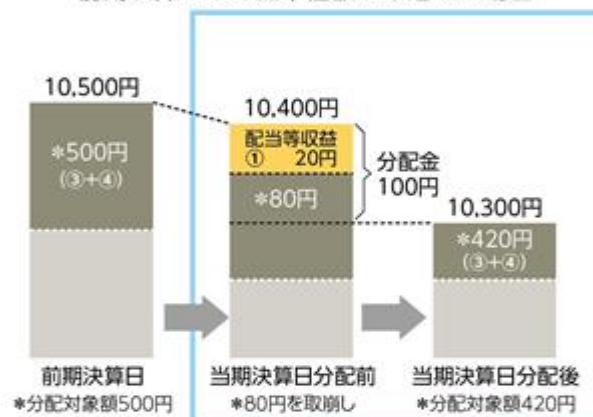 10,500円
10,400円
配当等収益
① 20円
*500円
(③+④)
分配金
100円
*80円
10,300円
*420円
(③+④)
前期決算日
当期決算日分配前
当期決算日分配後
*分配対象額500円
*80円を取崩し
*分配対象額420円